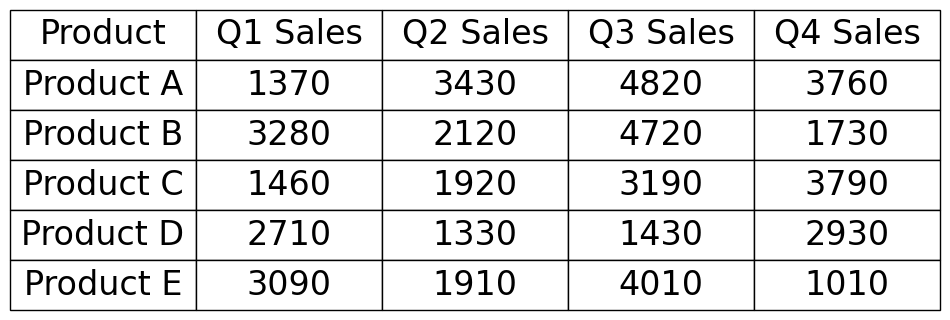 Product Q1 Sales Q2 Sales Q3 Sales Q4 Sales
Product A 1370 3430 4820 3760
Product B 3280 2120 4720 1730
Product C 1460 1920 3190 3790
Product D 2710 1330 1430 2930
Product E 3090 1910 4010 1010